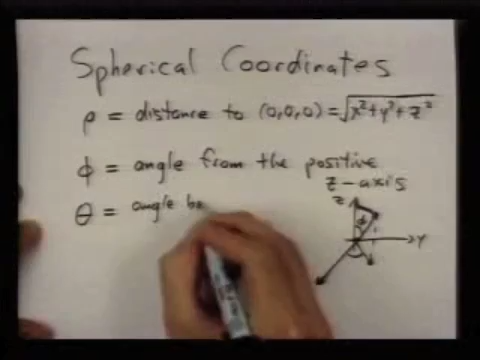 Spherical Coordinates
ρ = distance to (0,0,0) = √x²+y²+z²
φ = angle from the positive
z-axis
θ = angle be
z
φ
y